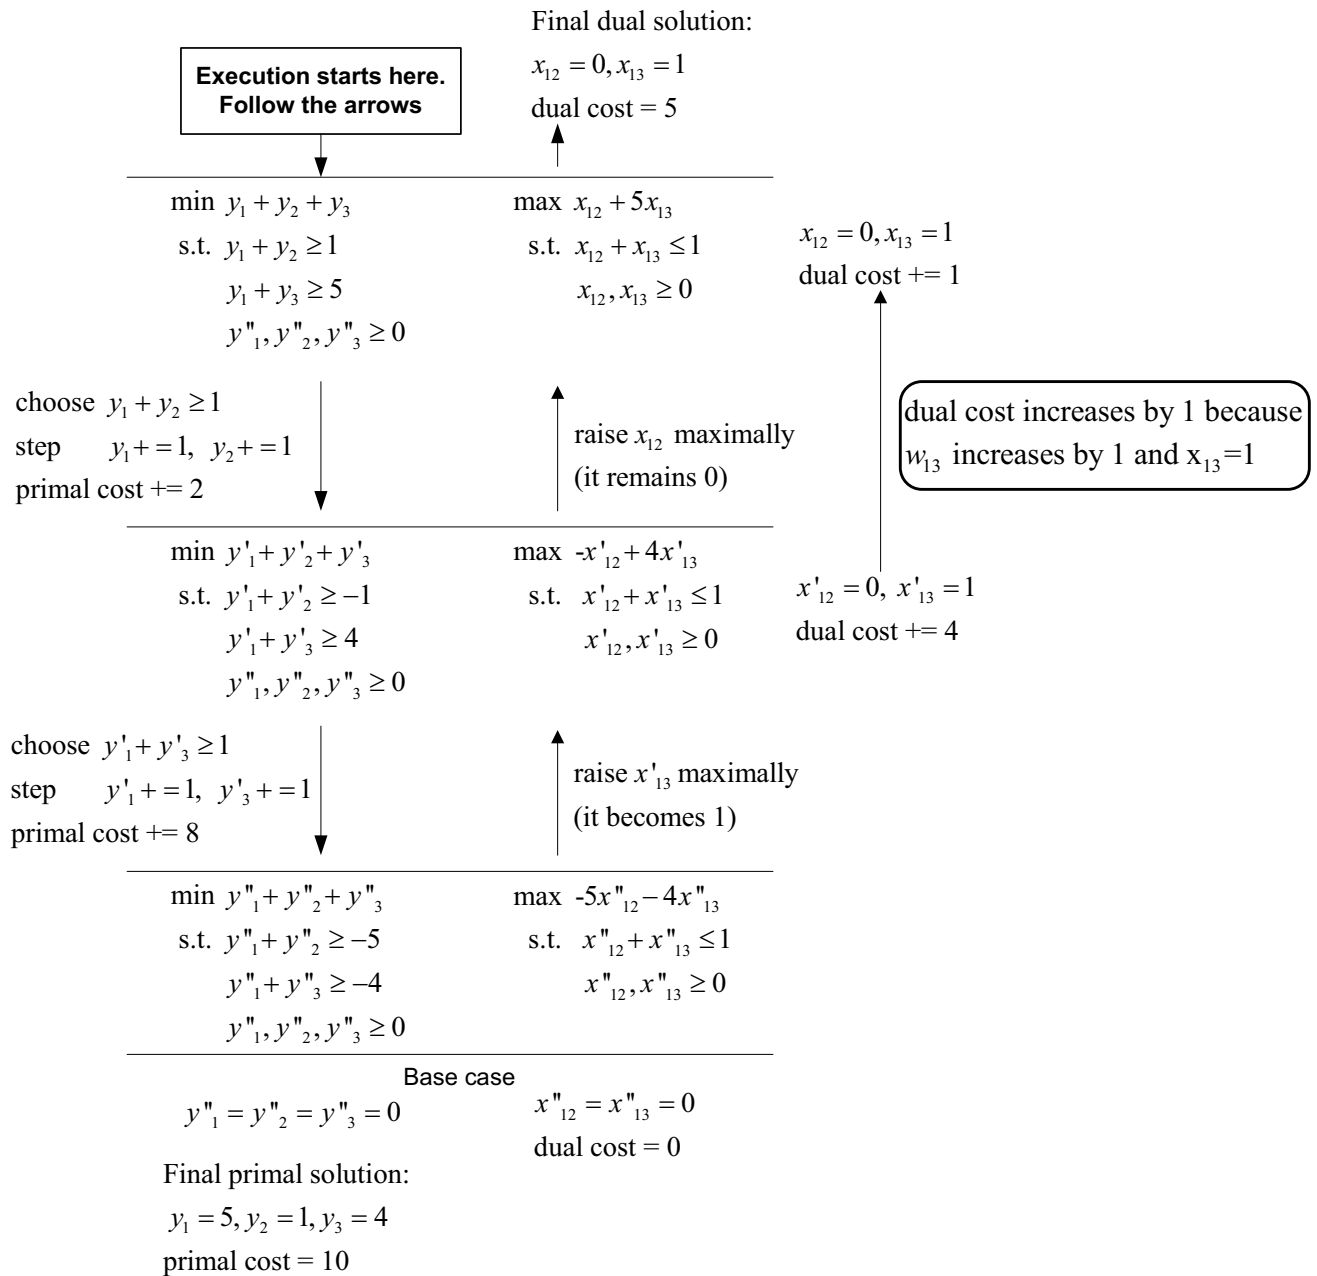 Final dual solution:
x₁₂ = 0, x₁₃ = 1
dual cost = 5
Execution starts here.
Follow the arrows
min y₁ + y₂ + y₃
s.t. y₁ + y₂ ≥ 1
y₁ + y₃ ≥ 5
y"₁, y"₂, y"₃ ≥ 0
max x₁₂ + 5x₁₃
s.t. x₁₂ + x₁₃ ≤ 1
x₁₂, x₁₃ ≥ 0
x₁₂ = 0, x₁₃ = 1
dual cost += 1
choose y₁ + y₂ ≥ 1
step y₁ += 1, y₂ += 1
primal cost += 2
raise x₁₂ maximally
(it remains 0)
dual cost increases by 1 because
w₁₃ increases by 1 and x₁₃=1
min y'₁ + y'₂ + y'₃
s.t. y'₁ + y'₂ ≥ −1
y'₁ + y'₃ ≥ 4
y"₁, y"₂, y"₃ ≥ 0
max -x'₁₂ + 4x'₁₃
s.t. x'₁₂ + x'₁₃ ≤ 1
x'₁₂, x'₁₃ ≥ 0
x'₁₂ = 0, x'₁₃ = 1
dual cost += 4
choose y'₁ + y'₃ ≥ 1
step y'₁ += 1, y'₃ += 1
primal cost += 8
raise x'₁₃ maximally
(it becomes 1)
min y"₁ + y"₂ + y"₃
s.t. y"₁ + y"₂ ≥ −5
y"₁ + y"₃ ≥ −4
y"₁, y"₂, y"₃ ≥ 0
max -5x"₁₂ − 4x"₁₃
s.t. x"₁₂ + x"₁₃ ≤ 1
x"₁₂, x"₁₃ ≥ 0
Base case
y"₁ = y"₂ = y"₃ = 0
x"₁₂ = x"₁₃ = 0
dual cost = 0
Final primal solution:
y₁ = 5, y₂ = 1, y₃ = 4
primal cost = 10